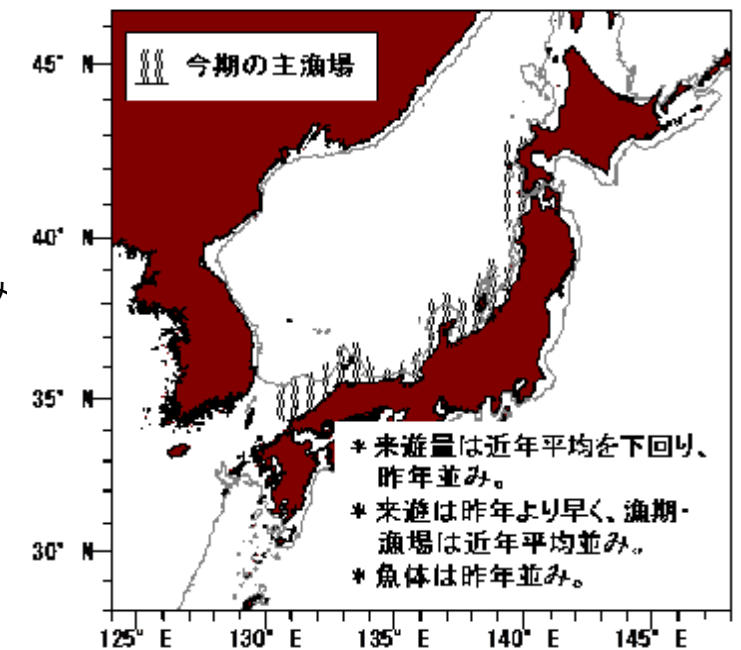 45° N
今期の主漁場
40° N
み
35° N
*来遊量は近年平均を下回り、
昨年並み。
*来遊は昨年より早く、漁期・
漁場は近年平均並み。
*魚体は昨年並み。
30° N
125° E 130° E 135° E 140° E 145° E